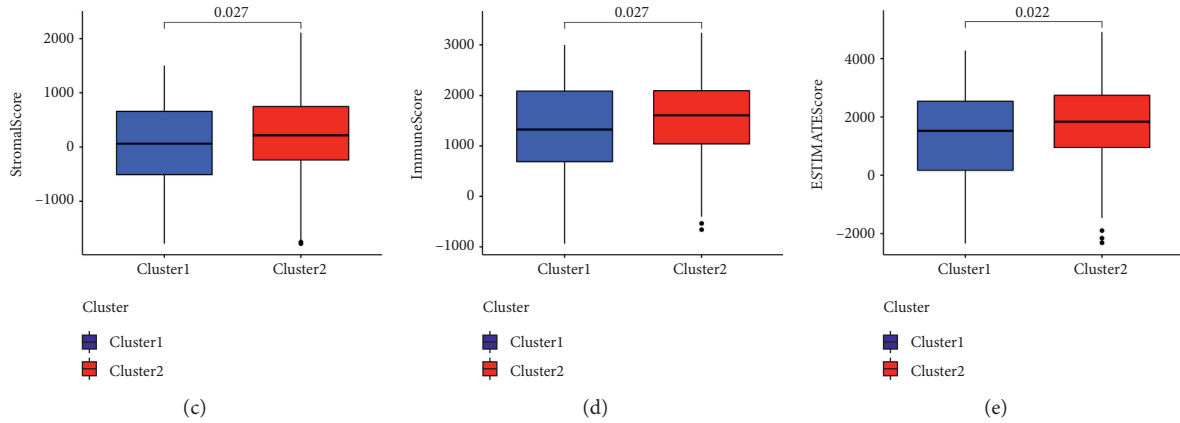 0.027
StromalScore
2000
1000
0
−1000
Cluster1 Cluster2
Cluster
Cluster1
Cluster2
(c)
0.027
ImmuneScore
3000
2000
1000
0
−1000
Cluster1 Cluster2
Cluster
Cluster1
Cluster2
(d)
0.022
ESTIMATEScore
4000
2000
0
−2000
Cluster1 Cluster2
Cluster
Cluster1
Cluster2
(e)